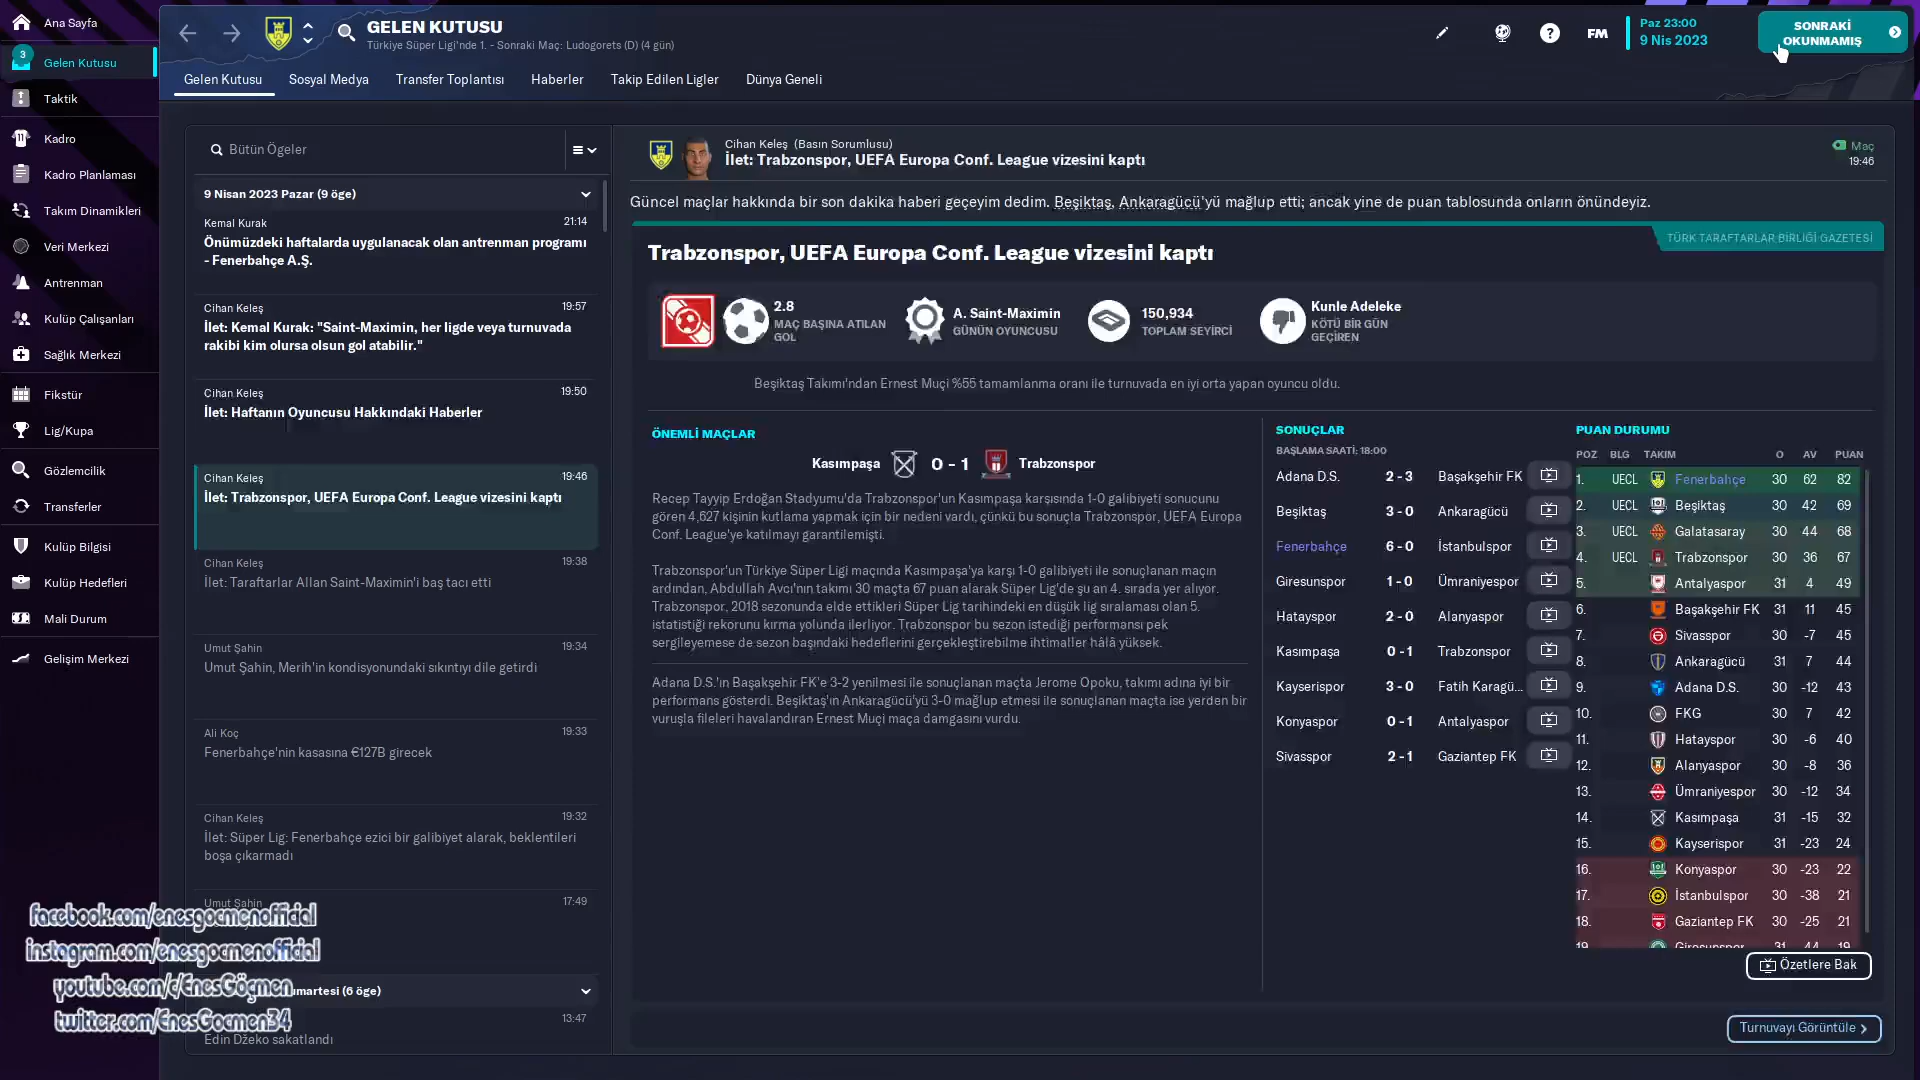 Ana Sayfa
3
Gelen Kutusu
Taktik
Kadro
Kadro Planlaması
Takım Dinamikleri
Veri Merkezi
Antrenman
Kulüp Çalışanları
Sağlık Merkezi
Fikstür
Lig/Kupa
Gözlemcilik
Transferler
Kulüp Bilgisi
Kulüp Hedefleri
Mali Durum
Gelişim Merkezi
GELEN KUTUSU
Türkiye Süper Ligi'nde 1. - Sonraki Maç: Ludogorets (D) (4 gün)
FM
Paz 23:00
9 Nis 2023
SONRAKİ
OKUNMAMIŞ
Gelen Kutusu
Sosyal Medya
Transfer Toplantısı
Haberler
Takip Edilen Ligler
Dünya Geneli
Bütün Ögeler
9 Nisan 2023 Pazar (9 öge)
Kemal Kurak 21:14
Önümüzdeki haftalarda uygulanacak olan antrenman programı
- Fenerbahçe A.Ş.
Cihan Keleş 19:57
İlet: Kemal Kurak: "Saint-Maximin, her ligde veya turnuvada
rakibi kim olursa olsun gol atabilir."
Cihan Keleş 19:50
İlet: Haftanın Oyuncusu Hakkındaki Haberler
Cihan Keleş 19:46
İlet: Trabzonspor, UEFA Europa Conf. League vizesini kaptı
Cihan Keleş 19:38
İlet: Taraftarlar Allan Saint-Maximin'i baş tacı etti
Umut Şahin 19:34
Umut Şahin, Merih'in kondisyonundaki sıkıntıyı dile getirdi
Ali Koç 19:33
Fenerbahçe'nin kasasına €127B girecek
Cihan Keleş 19:32
İlet: Süper Lig: Fenerbahçe ezici bir galibiyet alarak, beklentileri
boşa çıkarmadı
Umut Şahin 17:49
umartesi (6 öge)
13:47
Edin Džeko sakatlandı
facebook.com/enesgocmenofficial
instagram.com/enesgocmenofficial
youtube.com/c/EnesGöçmen
twitter.com/EnesGocmen34
Cihan Keleş (Basın Sorumlusu)
İlet: Trabzonspor, UEFA Europa Conf. League vizesini kaptı
Maç
19:46
Güncel maçlar hakkında bir son dakika haberi geçeyim dedim. Beşiktaş, Ankaragücü'yü mağlup etti; ancak yine de puan tablosunda onların önündeyiz.
TÜRK TARAFTARLAR BİRLİĞİ GAZETESİ
Trabzonspor, UEFA Europa Conf. League vizesini kaptı
2.8
MAÇ BAŞINA ATILAN
GOL
A. Saint-Maximin
GÜNÜN OYUNCUSU
150,934
TOPLAM SEYİRCİ
Kunle Adeleke
KÖTÜ BİR GÜN
GEÇİREN
Beşiktaş Takımı'ndan Ernest Muçi %55 tamamlanma oranı ile turnuvada en iyi orta yapan oyuncu oldu.
ÖNEMLİ MAÇLAR
Kasımpaşa 0 - 1 Trabzonspor
Recep Tayyip Erdoğan Stadyumu'da Trabzonspor'un Kasımpaşa karşısında 1-0 galibiyeti sonucunu
gören 4,627 kişinin kutlama yapmak için bir nedeni vardı, çünkü bu sonuçla Trabzonspor, UEFA Europa
Conf. League'ye katılmayı garantilemişti.
Trabzonspor'un Türkiye Süper Ligi maçında Kasımpaşa'ya karşı 1-0 galibiyeti ile sonuçlanan maçın
ardından, Abdullah Avcı'nın takımı 30 maçta 67 puan alarak Süper Lig'de şu an 4. sırada yer alıyor.
Trabzonspor, 2018 sezonunda elde ettikleri Süper Lig tarihindeki en düşük lig sıralaması olan 5.
istatistiği rekorunu kırma yolunda ilerliyor. Trabzonspor bu sezon istediği performansı pek
sergileyemese de sezon başındaki hedeflerini gerçekleştirebilme ihtimaller hâlâ yüksek.
Adana D.S.'ın Başakşehir FK'e 3-2 yenilmesi ile sonuçlanan maçta Jerome Opoku, takımı adına iyi bir
performans gösterdi. Beşiktaş'ın Ankaragücü'yü 3-0 mağlup etmesi ile sonuçlanan maçta ise yerden bir
vuruşla fileleri havalandıran Ernest Muçi maça damgasını vurdu.
SONUÇLAR
BAŞLAMA SAATİ: 18:00
Adana D.S. 2 - 3 Başakşehir FK
Beşiktaş 3 - 0 Ankaragücü
Fenerbahçe 6 - 0 İstanbulspor
Giresunspor 1 - 0 Ümraniyespor
Hatayspor 2 - 0 Alanyaspor
Kasımpaşa 0 - 1 Trabzonspor
Kayserispor 3 - 0 Fatih Karagü...
Konyaspor 0 - 1 Antalyaspor
Sivasspor 2 - 1 Gaziantep FK
PUAN DURUMU
POZ BLG TAKIM O AV PUAN
1. UECL Fenerbahçe 30 62 82
2. UECL Beşiktaş 30 42 69
3. UECL Galatasaray 30 44 68
4. UECL Trabzonspor 30 36 67
5. Antalyaspor 31 4 49
6. Başakşehir FK 31 11 45
7. Sivasspor 30 -7 45
8. Ankaragücü 31 7 44
9. Adana D.S. 30 -12 43
10. FKG 30 7 42
11. Hatayspor 30 -6 40
12. Alanyaspor 30 -8 36
13. Ümraniyespor 30 -12 34
14. Kasımpaşa 31 -15 32
15. Kayserispor 31 -23 24
16. Konyaspor 30 -23 22
17. İstanbulspor 30 -38 21
18. Gaziantep FK 30 -25 21
19. Giresunspor 31 -44 19
Özetlere Bak
Turnuvayı Görüntüle